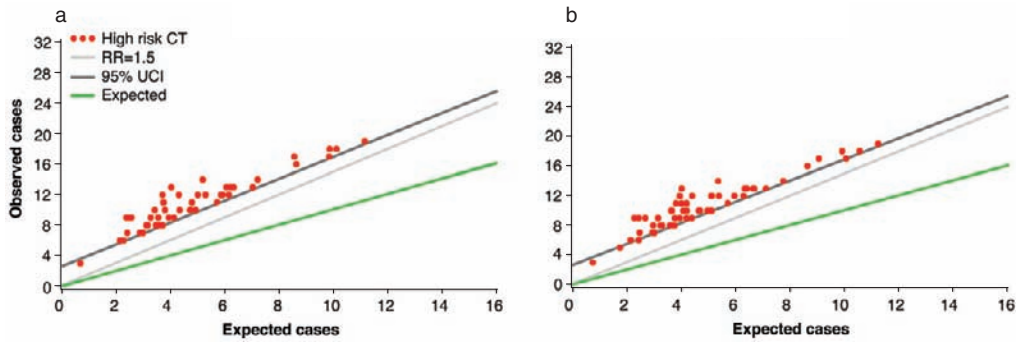 a
High risk CT
RR=1.5
95% UCI
Expected
Observed cases
32
28
24
20
16
12
8
4
0
0 2 4 6 8 10 12 14 16
Expected cases
b
32
28
24
20
16
12
8
4
0
0 2 4 6 8 10 12 14 16
Expected cases